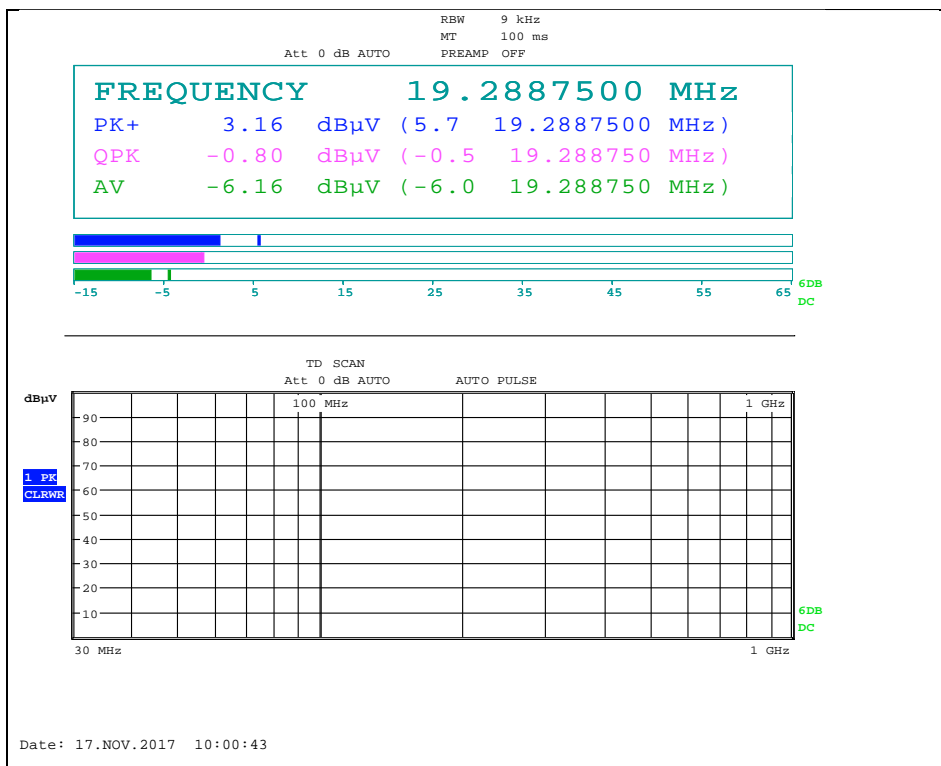 RBW 9 kHz
MT 100 ms
Att 0 dB AUTO PREAMP OFF
FREQUENCY 19.2887500 MHz
PK+ 3.16 dBµV (5.7 19.2887500 MHz)
QPK -0.80 dBµV (-0.5 19.288750 MHz)
AV -6.16 dBµV (-6.0 19.288750 MHz)
-15 -5 5 15 25 35 45 55 65
6DB
DC
TD SCAN
Att 0 dB AUTO AUTO PULSE
dBµV
100 MHz 1 GHz
90
80
70
1 PK
CLRWR
60
50
40
30
20
10
6DB
DC
30 MHz 1 GHz
Date: 17.NOV.2017 10:00:43